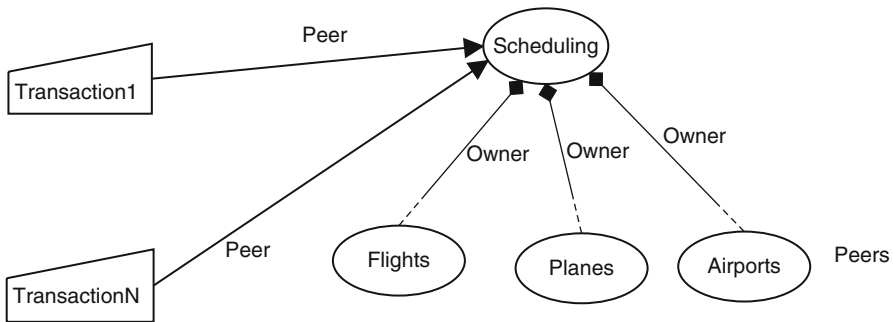 Peer
Scheduling
Transaction1
Owner
Owner
Owner
Peer
Flights
Planes
Airports
Peers
TransactionN